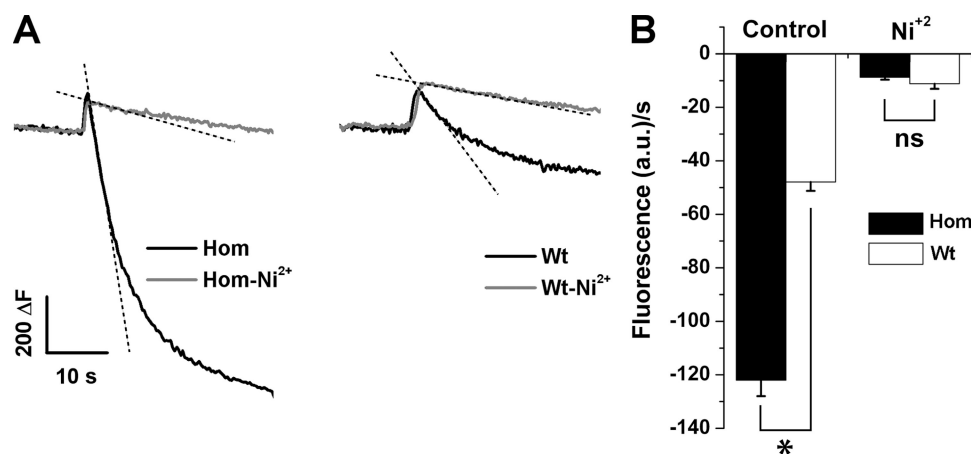 A
Hom
Hom-Ni²⁺
200 ΔF
10 s
Wt
Wt-Ni²⁺
B
Control
Ni⁺²
Fluorescence (a.u.)/s
0
-20
-40
-60
-80
-100
-120
-140
ns
*
Hom
Wt